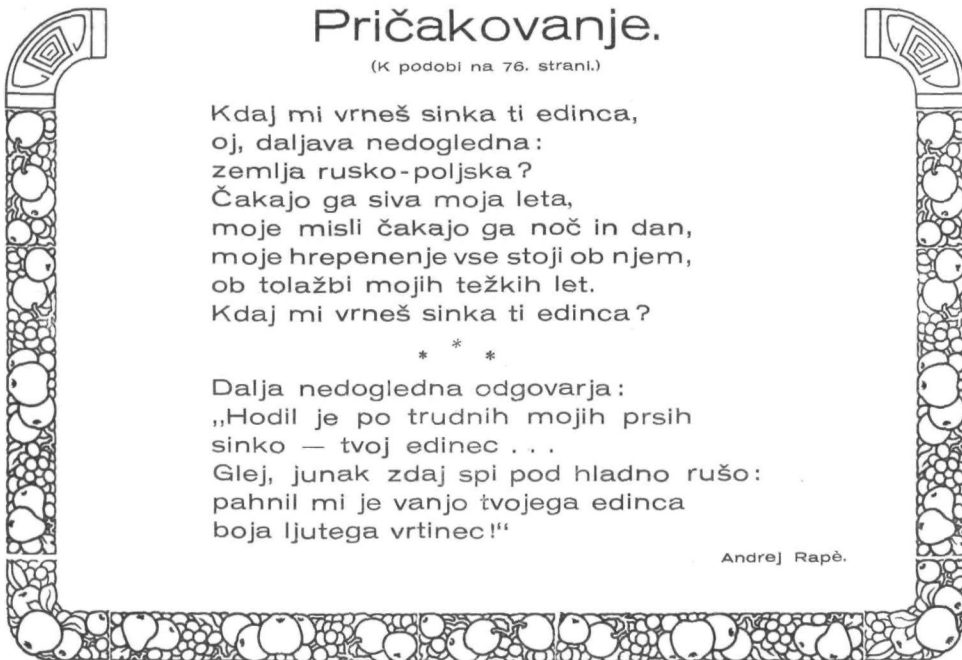 Pričakovanje.
(K podobi na 76. strani.)
Kdaj mi vrneš sinka ti edinca,
oj, daljava nedogledna:
zemlja rusko-poljska?
Čakajo ga siva moja leta,
moje misli čakajo ga noč in dan,
moje hrepenenje vse stoji ob njem,
ob tolažbi mojih težkih let.
Kdaj mi vrneš sinka ti edinca?
* * *
Dalja nedogledna odgovarja:
„Hodil je po trudnih mojih prsih
sinko — tvoj edinec . . .
Glej, junak zdaj spi pod hladno rušo:
pahnil mi je vanjo tvojega edinca
boja ljutega vrtinec!“
Andrej Rapè.